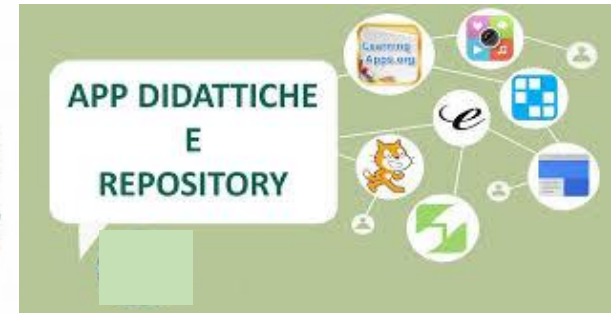 APP DIDATTICHE
E
REPOSITORY
Learning
Apps.org
e